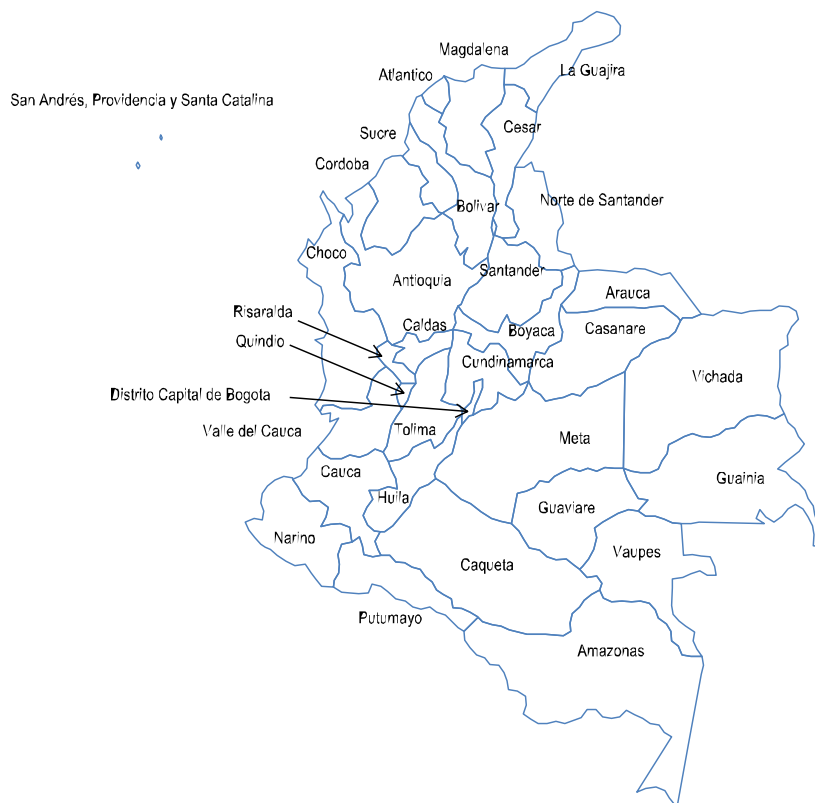 Magdalena
La Guajira
Atlantico
San Andrés, Providencia y Santa Catalina
Cesar
Sucre
Cordoba
Norte de Santander
Bolivar
Choco
Santander
Antioquia
Arauca
Risaralda
Caldas
Boyaca
Casanare
Quindio
Cundinamarca
Vichada
Distrito Capital de Bogota
Valle del Cauca
Tolima
Meta
Cauca
Guainia
Huila
Guaviare
Narino
Vaupes
Caqueta
Putumayo
Amazonas